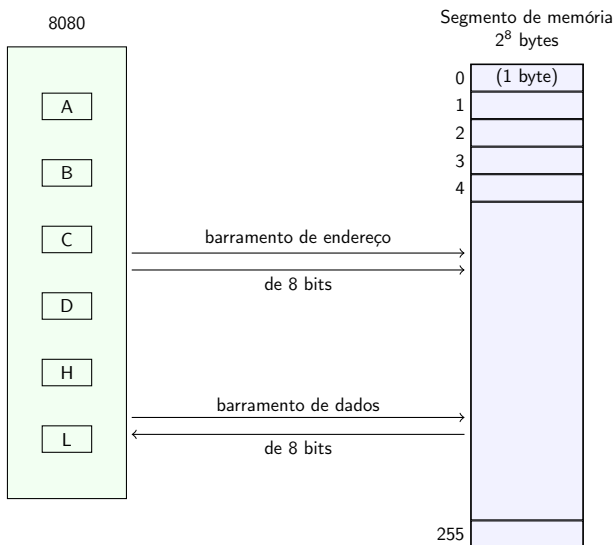 8080
A
B
C
D
H
L
barramento de endereço
de 8 bits
barramento de dados
de 8 bits
Segmento de memória
2⁸ bytes
0
(1 byte)
1
2
3
4
255